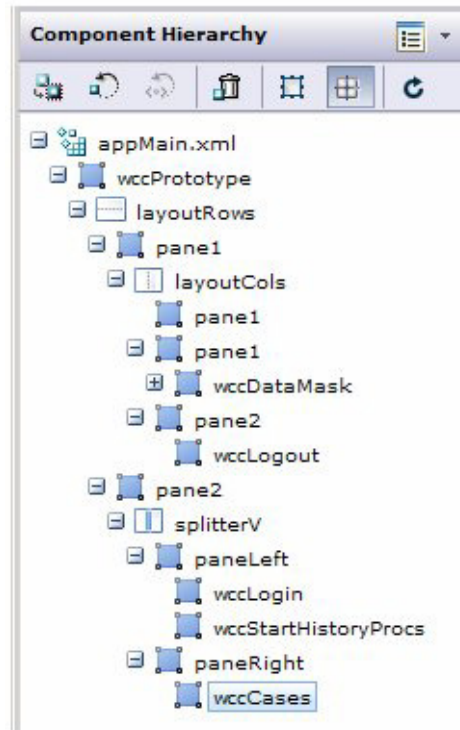 Component Hierarchy
appMain.xml
wccPrototype
layoutRows
pane1
layoutCols
pane1
pane1
wccDataMask
pane2
wccLogout
pane2
splitterV
paneLeft
wccLogin
wccStartHistoryProcs
paneRight
wccCases